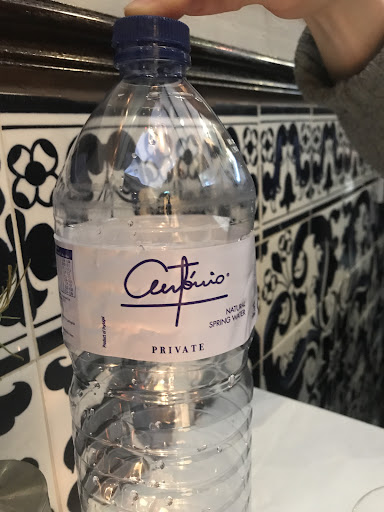 António®
NATURAL
SPRING WATER
PRIVATE